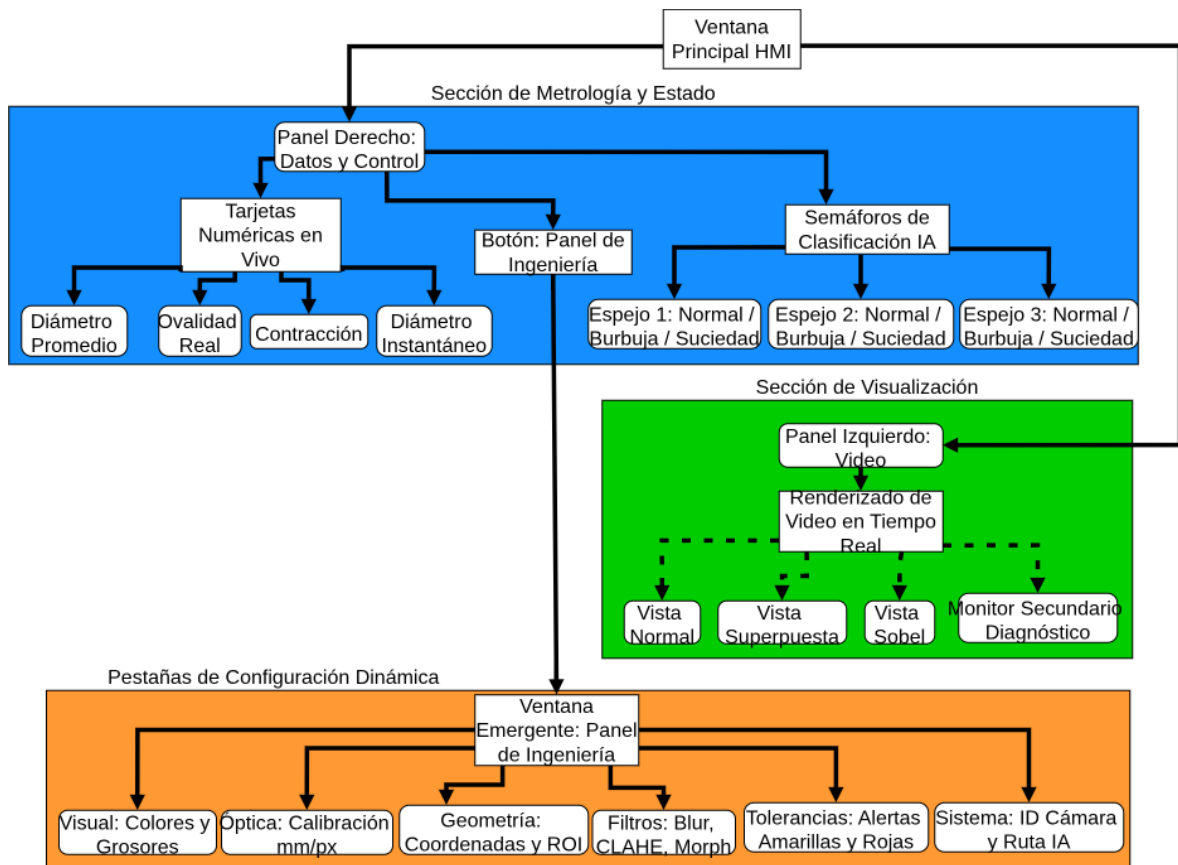 Ventana
Principal HMI
Sección de Metrología y Estado
Panel Derecho:
Datos y Control
Tarjetas
Numéricas en
Vivo
Botón: Panel de
Ingeniería
Semáforos de
Clasificación IA
Diámetro
Promedio
Ovalidad
Real
Contracción
Diámetro
Instantáneo
Espejo 1: Normal /
Burbuja / Suciedad
Espejo 2: Normal /
Burbuja / Suciedad
Espejo 3: Normal /
Burbuja / Suciedad
Sección de Visualización
Panel Izquierdo:
Video
Renderizado de
Video en Tiempo
Real
Vista
Normal
Vista
Superpuesta
Vista
Sobel
Monitor Secundario
Diagnóstico
Pestañas de Configuración Dinámica
Ventana
Emergente: Panel
de Ingeniería
Visual: Colores y
Grosores
Óptica: Calibración
mm/px
Geometría:
Coordenadas y ROI
Filtros: Blur,
CLAHE, Morph
Tolerancias: Alertas
Amarillas y Rojas
Sistema: ID Cámara
y Ruta IA